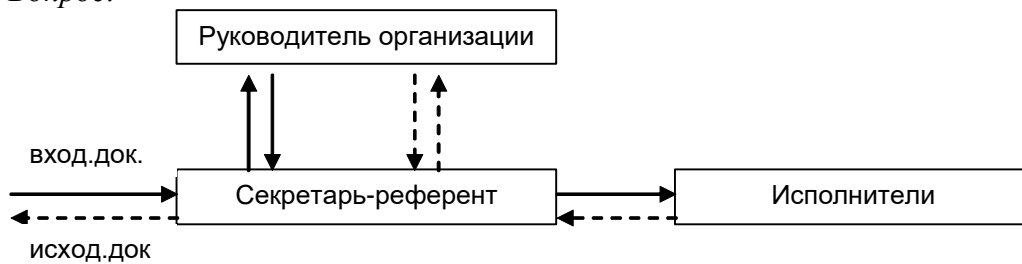 Вопрос:
Руководитель организации
вход.док.
Секретарь-референт
Исполнители
исход.док